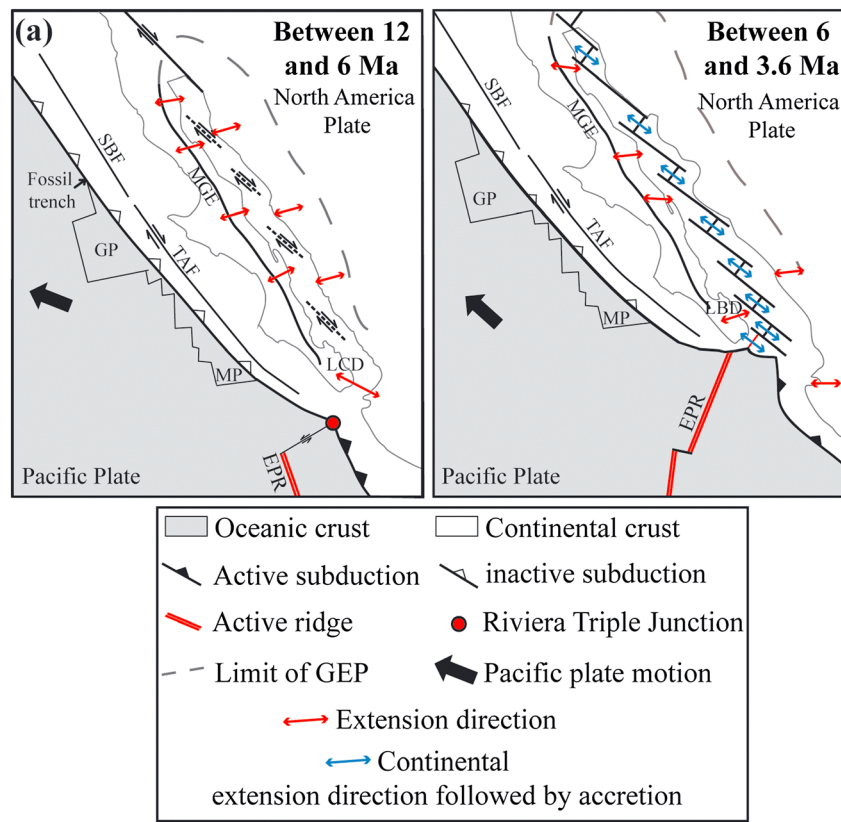 (a)
Between 12
and 6 Ma
North America
Plate
SBF
MGE
Fossil
trench
GP
TAF
MP
LCD
EPR
Pacific Plate
Between 6
and 3.6 Ma
North America
Plate
SBF
MGE
GP
TAF
LBD
MP
EPR
Pacific Plate
Oceanic crust
Continental crust
Active subduction
inactive subduction
Active ridge
Riviera Triple Junction
Limit of GEP
Pacific plate motion
Extension direction
Continental
extension direction followed by accretion